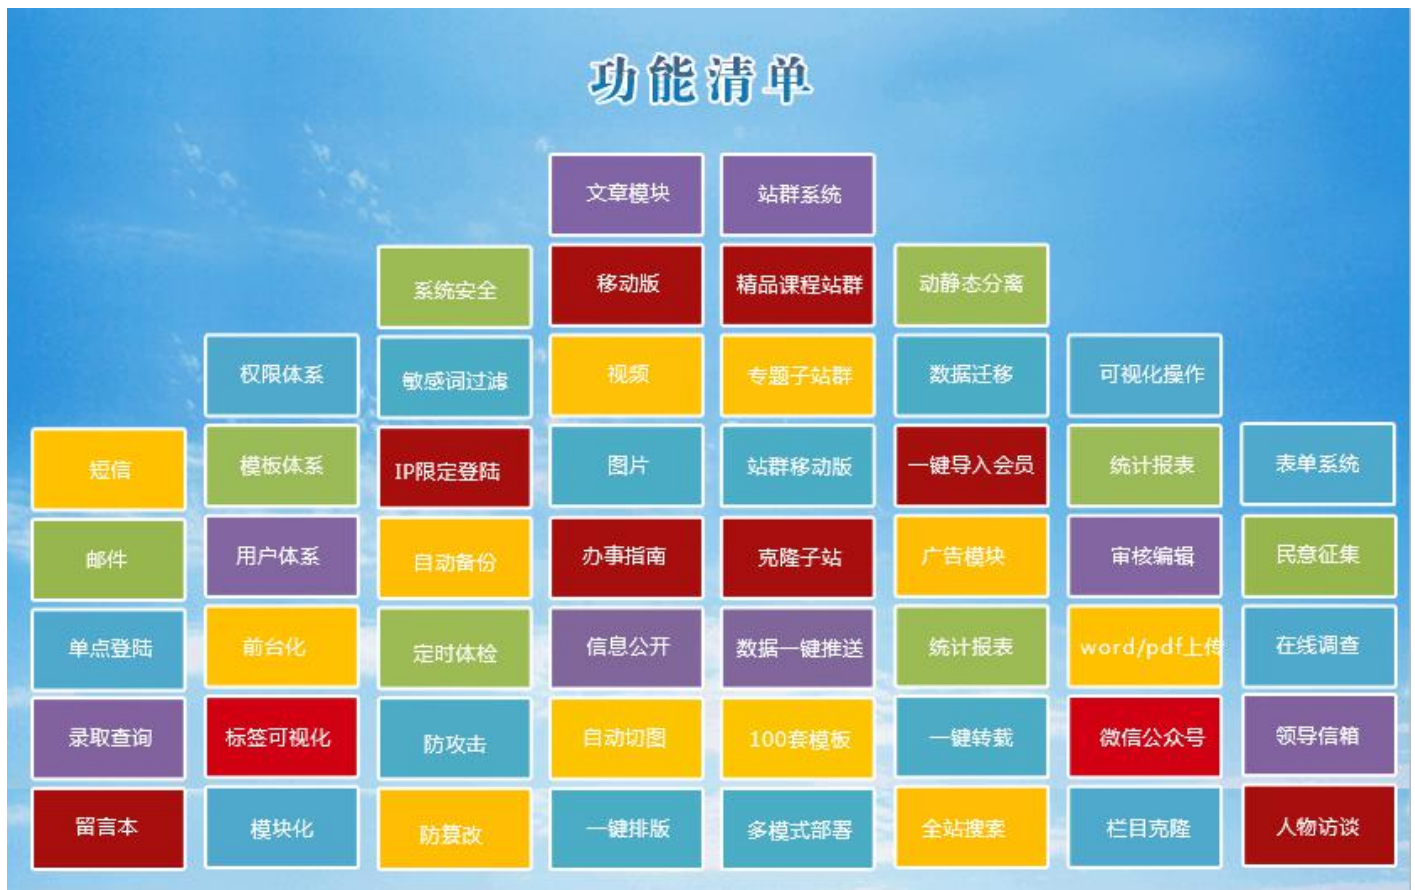 功能清单
文章模块
站群系统
系统安全
移动版
精品课程站群
动静态分离
权限体系
敏感词过滤
视频
专题子站群
数据迁移
可视化操作
短信
模板体系
IP限定登陆
图片
站群移动版
一键导入会员
统计报表
表单系统
邮件
用户体系
自动备份
办事指南
克隆子站
广告模块
审核编辑
民意征集
单点登陆
前台化
定时体检
信息公开
数据一键推送
统计报表
word/pdf上传
在线调查
录取查询
标签可视化
防攻击
自动切图
100套模板
一键转载
微信公众号
领导信箱
留言本
模块化
防篡改
一键排版
多模式部署
全站搜索
栏目克隆
人物访谈